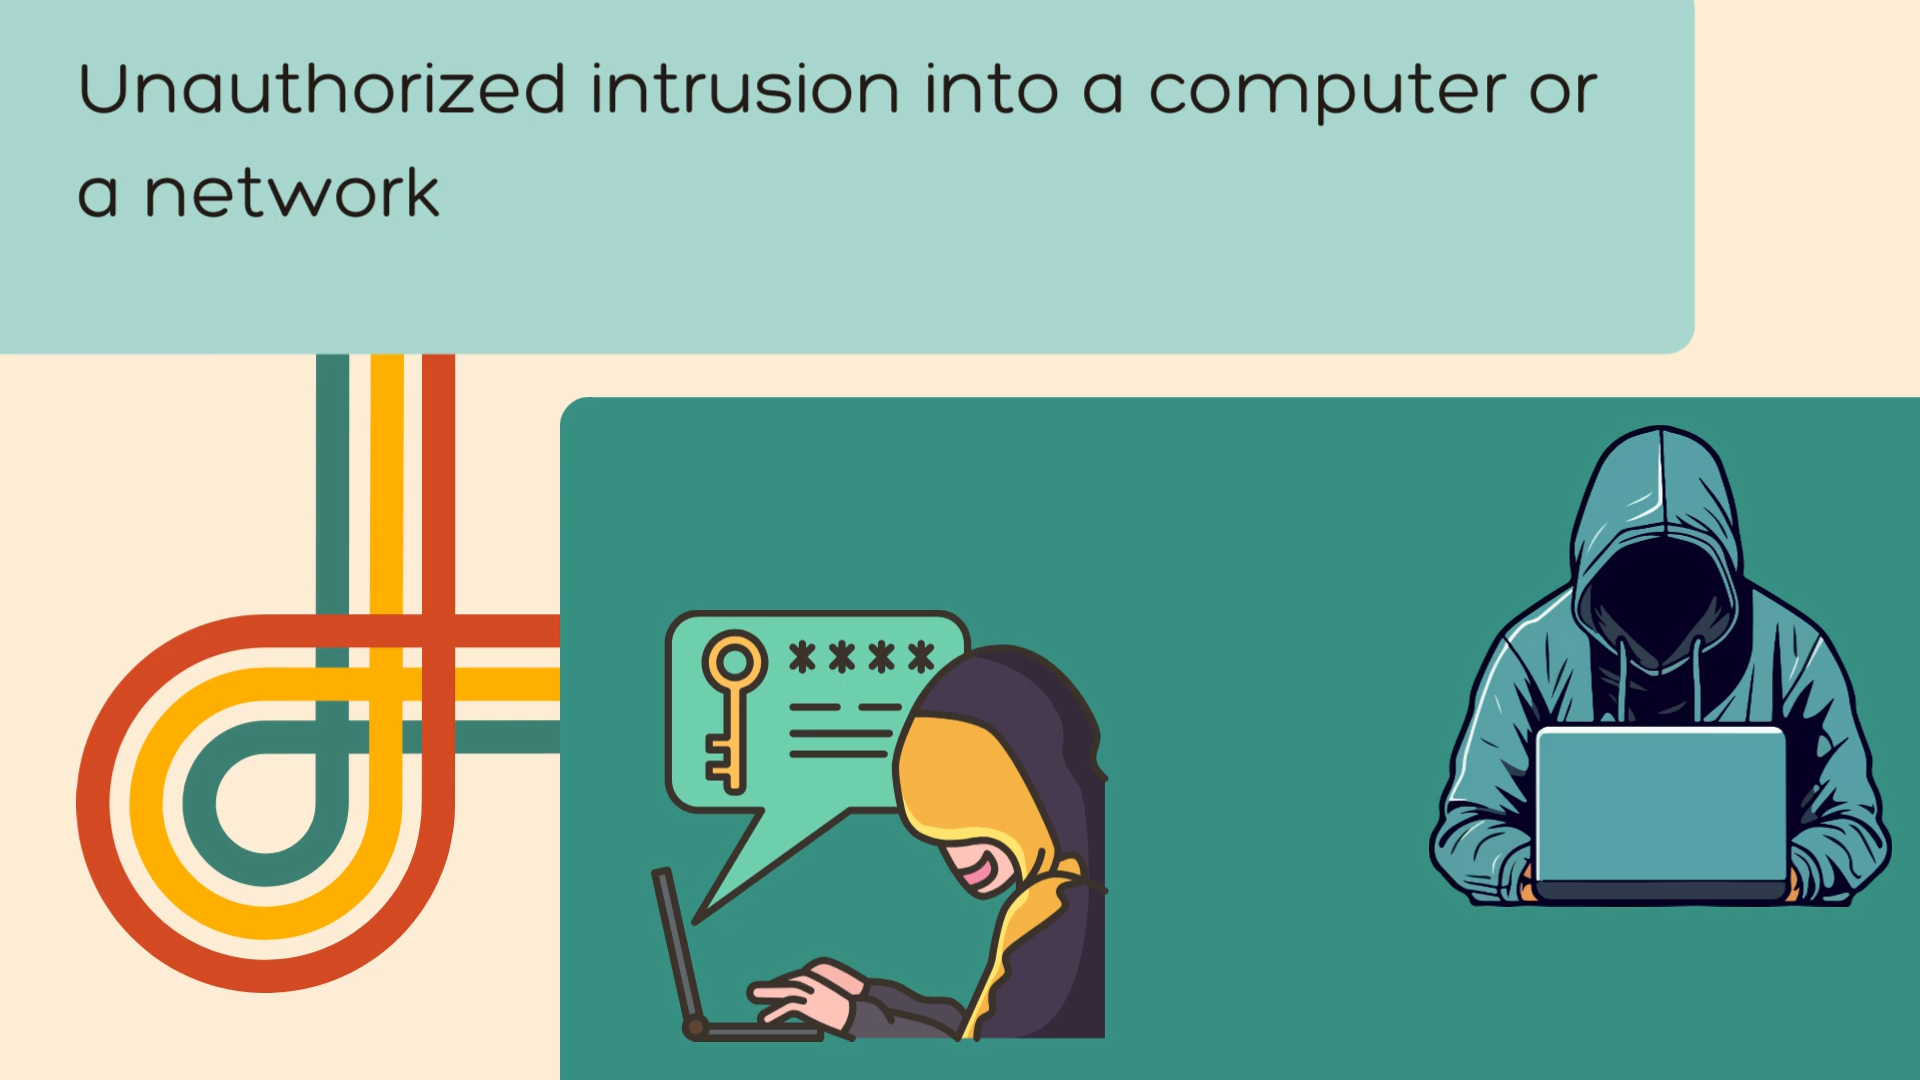 Unauthorized intrusion into a computer or
a network
****